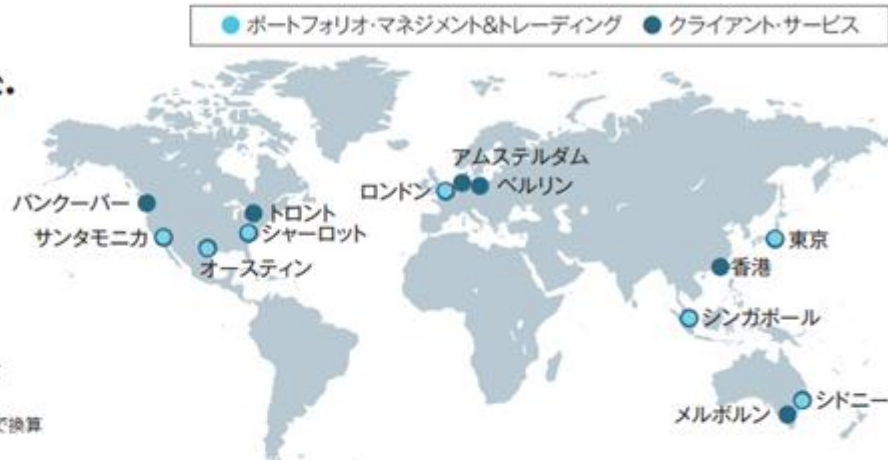 ポートフォリオ・マネジメント&トレーディング
クライアント・サービス
アムステルダム
ロンドン
ベルリン
バンクーバー
トロント
サンタモニカ
シャーロット
オースティン
東京
香港
シンガポール
シドニー
メルボルン
で換算